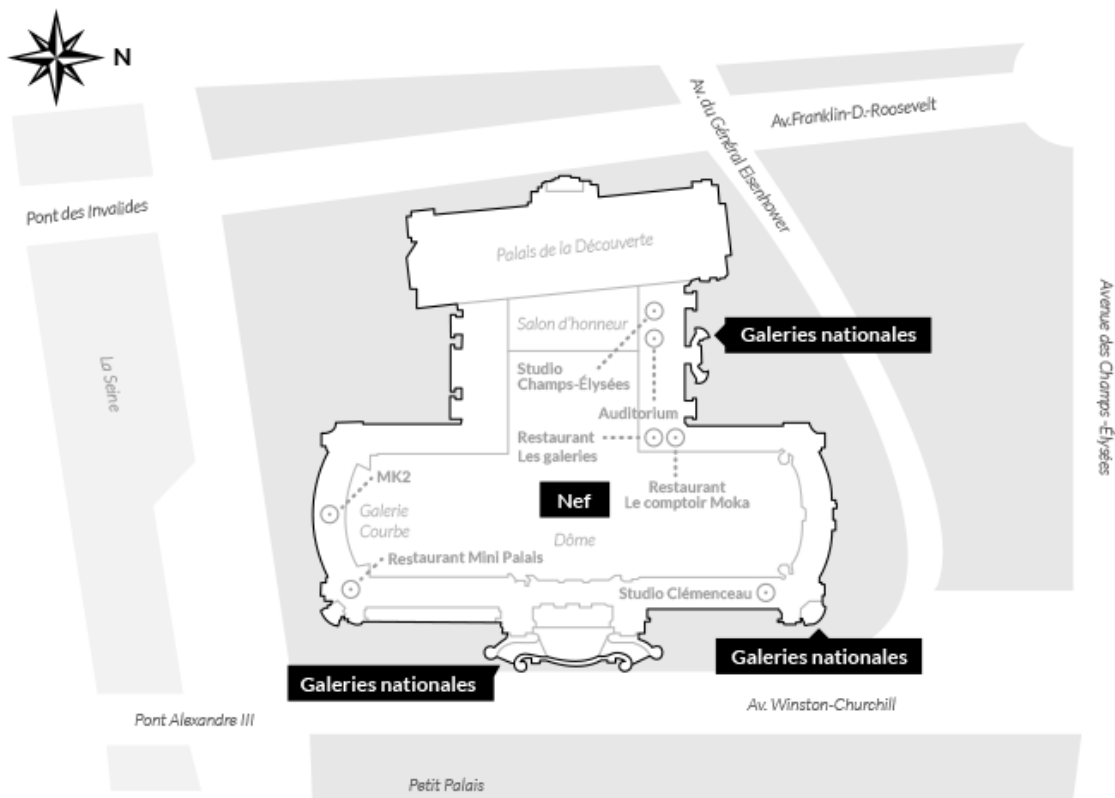 N
Av. du Général Eisenhower
Av.Franklin-D.-Roosevelt
Pont des Invalides
Palais de la Découverte
Salon d'honneur
Galeries nationales
Avenue des Champs-Élysées
La Seine
Studio
Champs-Élysées
Auditorium
Restaurant
Les galeries
MK2
Nef
Restaurant
Le comptoir Moka
Galerie
Courbe
Dôme
Restaurant Mini Palais
Studio Clémenceau
Galeries nationales
Galeries nationales
Av. Winston-Churchill
Pont Alexandre III
Petit Palais